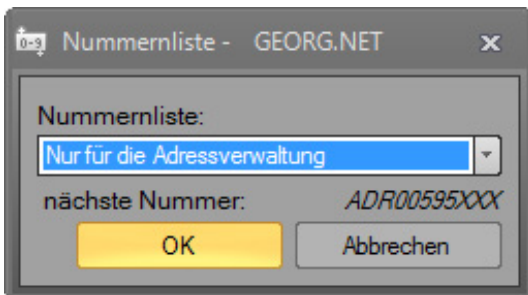 0-9 Nummernliste - GEORG.NET x
Nummernliste:
Nur für die Adressverwaltung
nächste Nummer: ADR00595XXX
OK Abbrechen